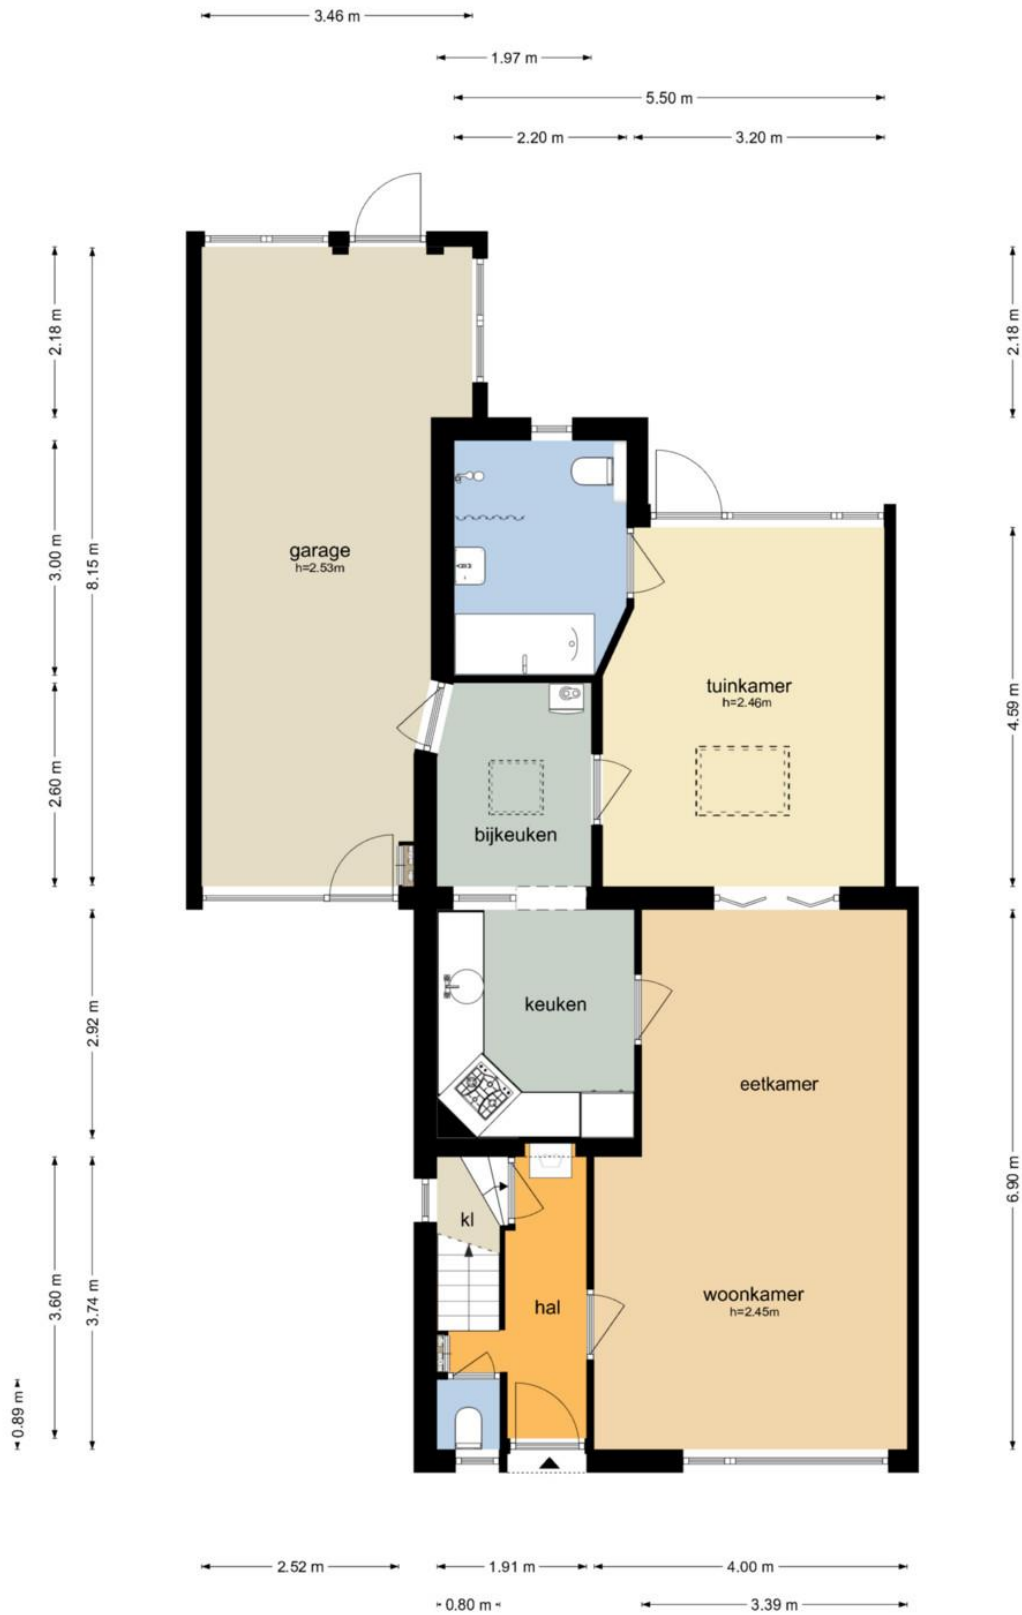 3.46 m
1.97 m
5.50 m
2.20 m
3.20 m
2.18 m
8.15 m
3.00 m
2.60 m
2.92 m
3.60 m
3.74 m
0.89 m
2.18 m
4.59 m
6.90 m
garage
h=2.53m
tuinkamer
h=2.46m
bijkeuken
keuken
eetkamer
kl
hal
woonkamer
h=2.45m
2.52 m
1.91 m
4.00 m
0.80 m
3.39 m